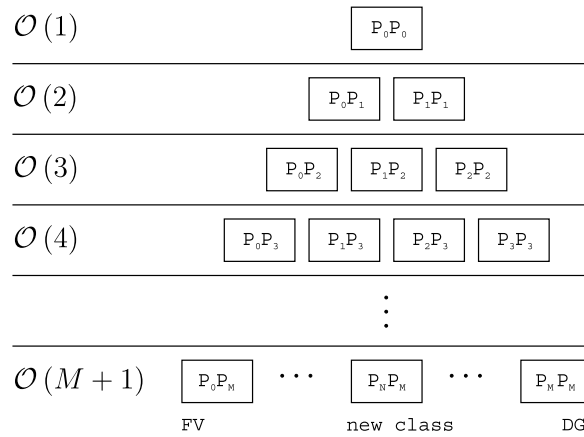 𝒪(1) P₀P₀
𝒪(2) P₀P₁ P₁P₁
𝒪(3) P₀P₂ P₁P₂ P₂P₂
𝒪(4) P₀P₃ P₁P₃ P₂P₃ P₃P₃
⋮
𝒪(M + 1) P₀P_M ··· P_NP_M ··· P_MP_M
FV new class DG